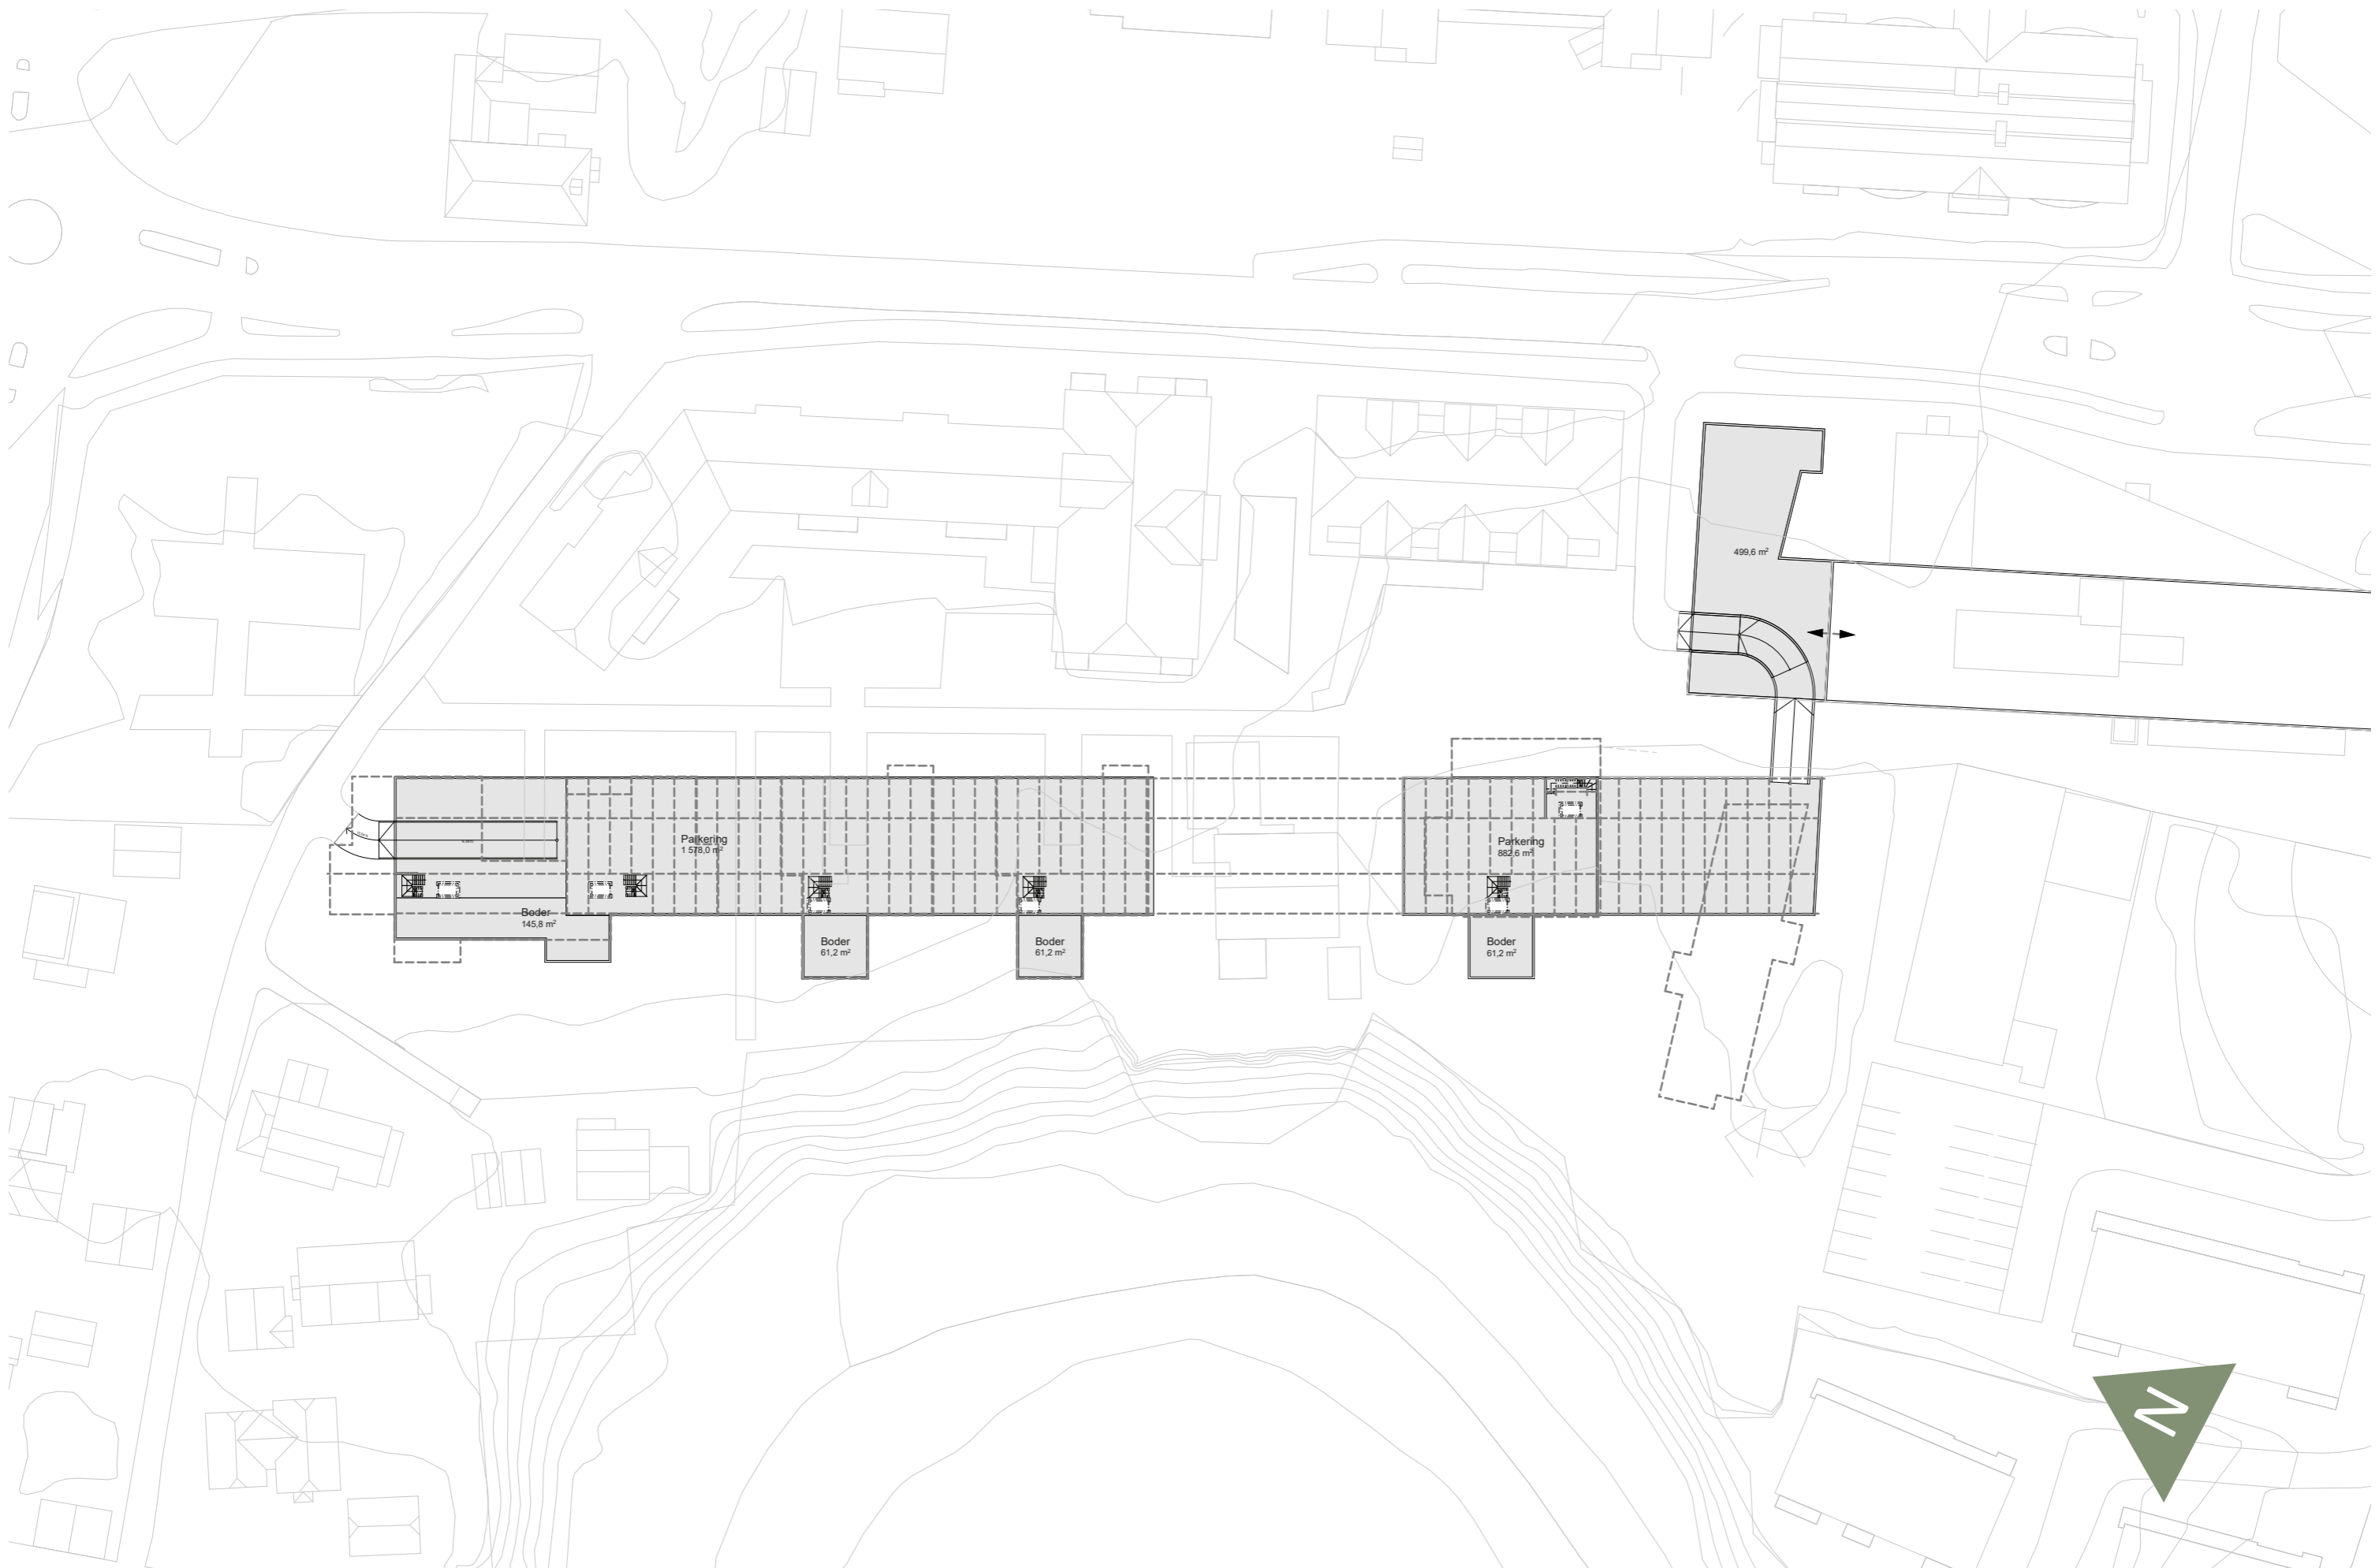 499,6 m²
Parkering
1 578,0 m²
Parkering
882,6 m²
Boder
145,8 m²
Boder
61,2 m²
Boder
61,2 m²
Boder
61,2 m²
N